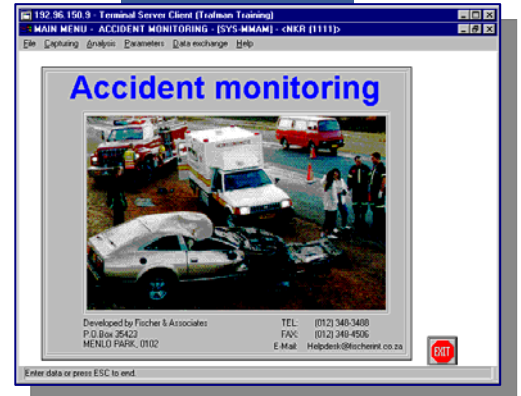 192.96.150.9 - Terminal Server Client (Trafman Training)
MAIN MENU - ACCIDENT MONITORING - [SYS-MMAM] - <NKR (1111)>
File Capturing Analysis Parameters Data exchange Help
Accident monitoring
Developed by Fischer & Associates
P.O.Box 35423
MENLO PARK, 0102
TEL: (012) 348-3488
FAX: (012) 348-4506
E-Mail: Helpdesk@fischerint.co.za
EXIT
Enter data or press ESC to end.